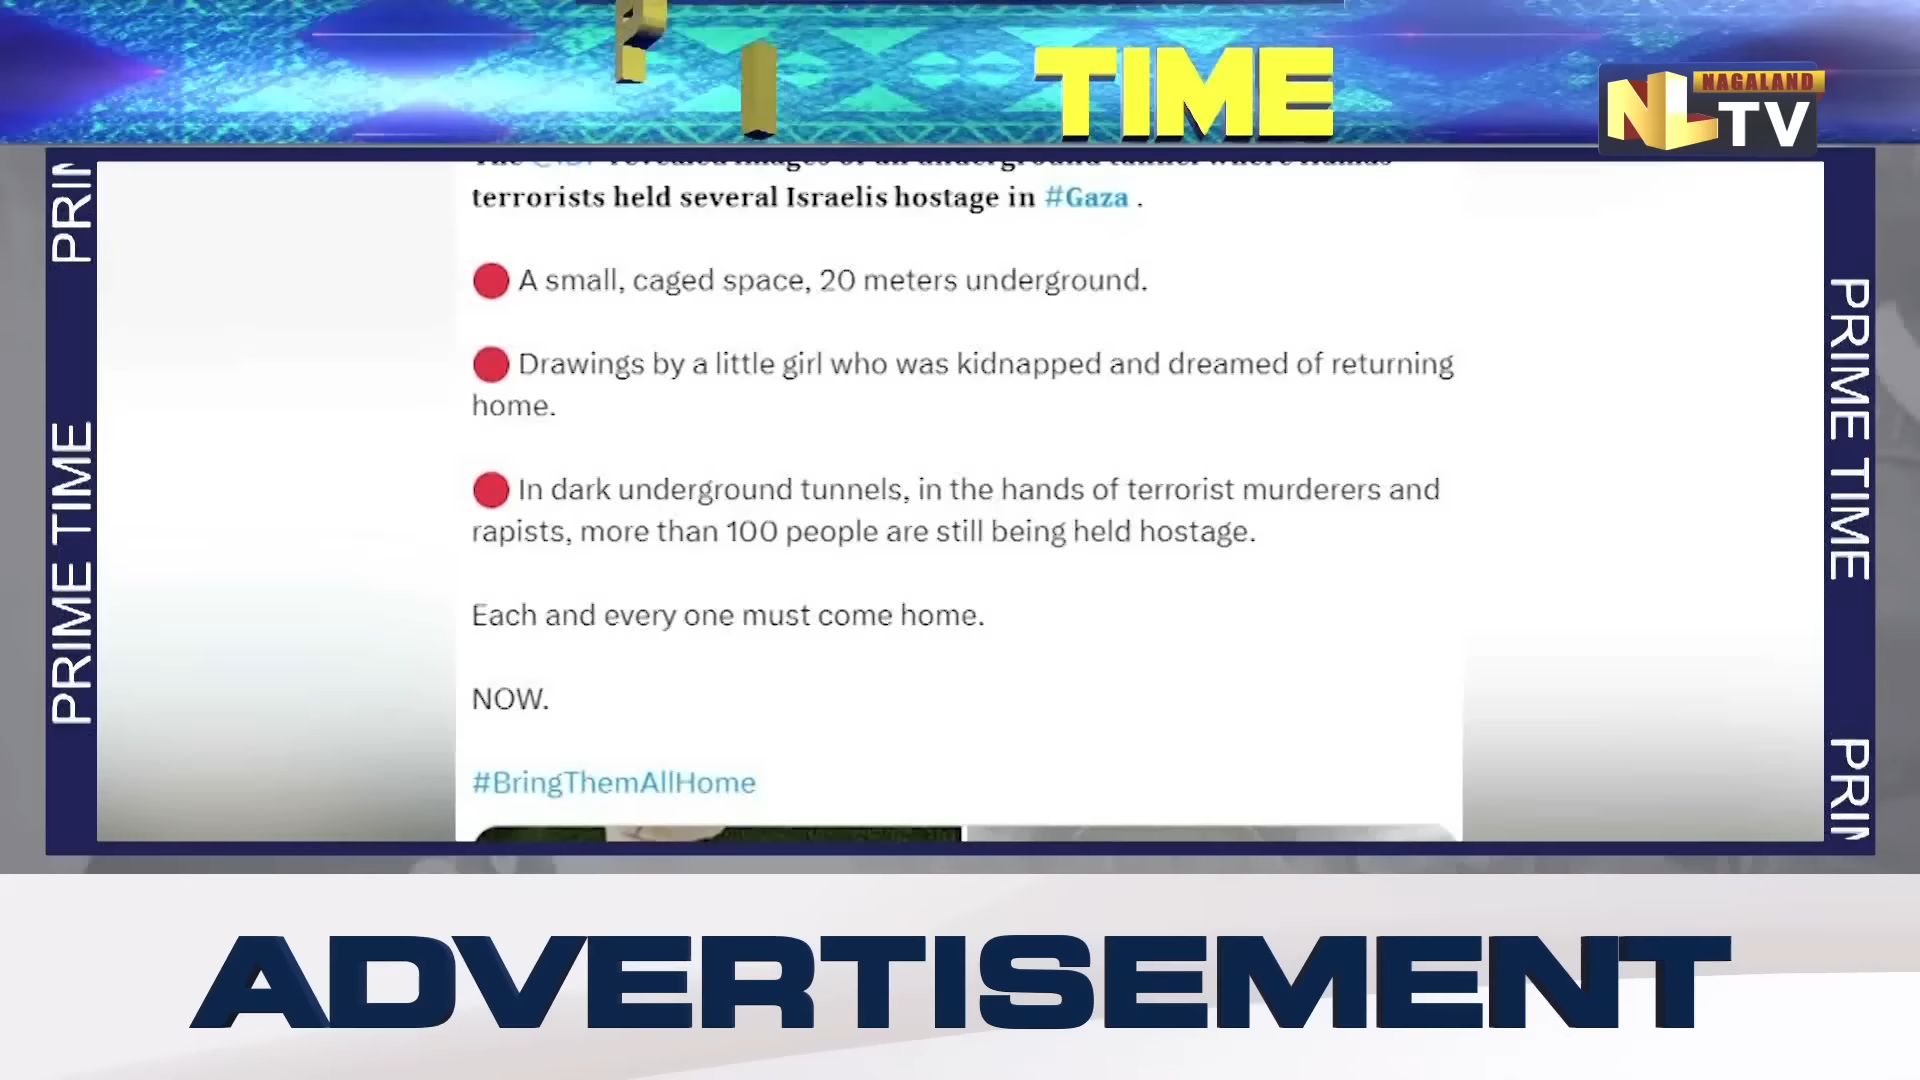 TIME
NAGALAND
NLTV
terrorists held several Israelis hostage in #Gaza .
🔴 A small, caged space, 20 meters underground.
🔴 Drawings by a little girl who was kidnapped and dreamed of returning
home.
🔴 In dark underground tunnels, in the hands of terrorist murderers and
rapists, more than 100 people are still being held hostage.
Each and every one must come home.
NOW.
#BringThemAllHome
PRIME TIME
PRIME TIME
ADVERTISEMENT